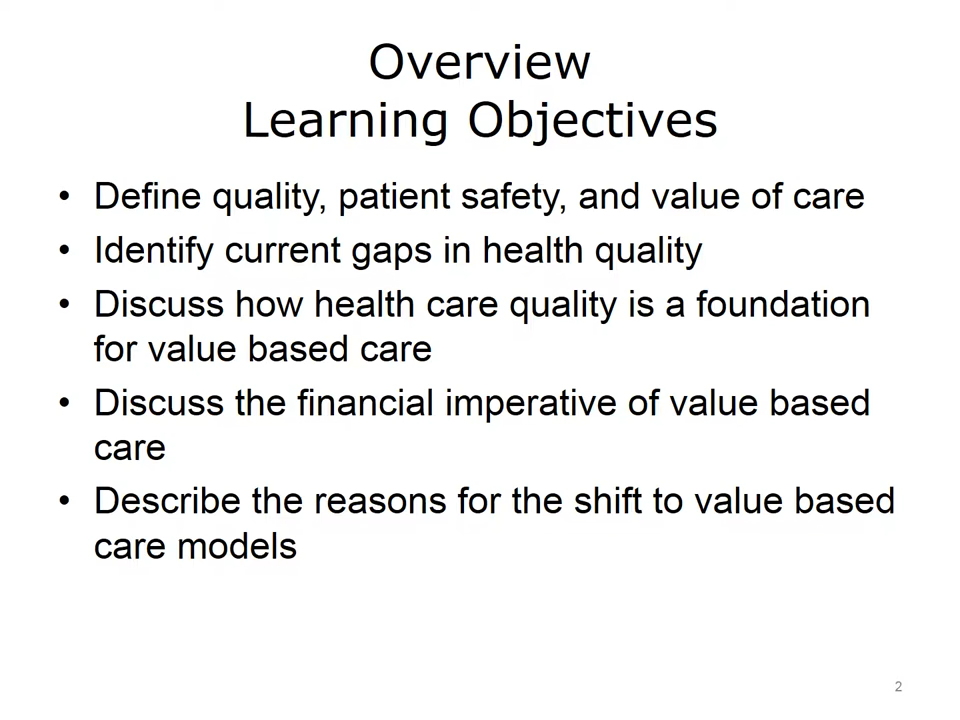 Overview
Learning Objectives
• Define quality, patient safety, and value of care
• Identify current gaps in health quality
• Discuss how health care quality is a foundation
for value based care
• Discuss the financial imperative of value based
care
• Describe the reasons for the shift to value based
care models
2